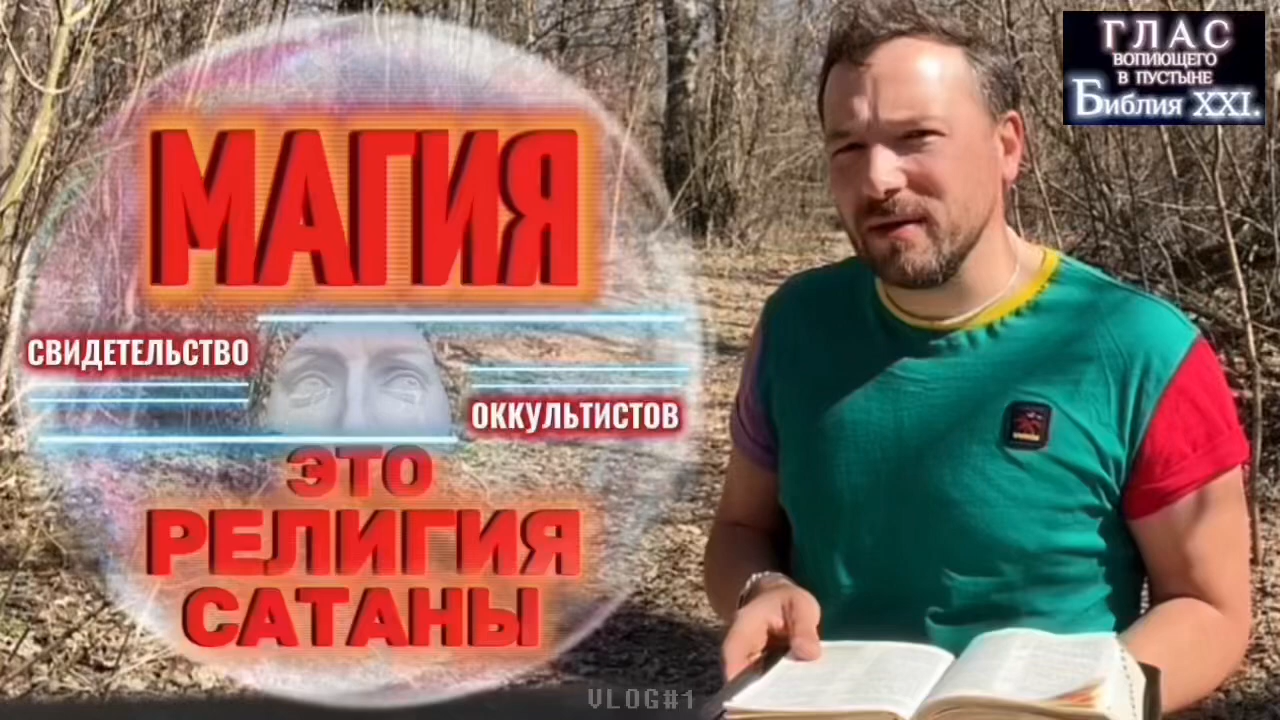 МАГИЯ
СВИДЕТЕЛЬСТВО
ОККУЛЬТИСТОВ
ЭТО
РЕЛИГИЯ
САТАНЫ
ГЛАС
ВОПИЮЩЕГО
В ПУСТЫНЕ
Библия XXI.
VLOG#1